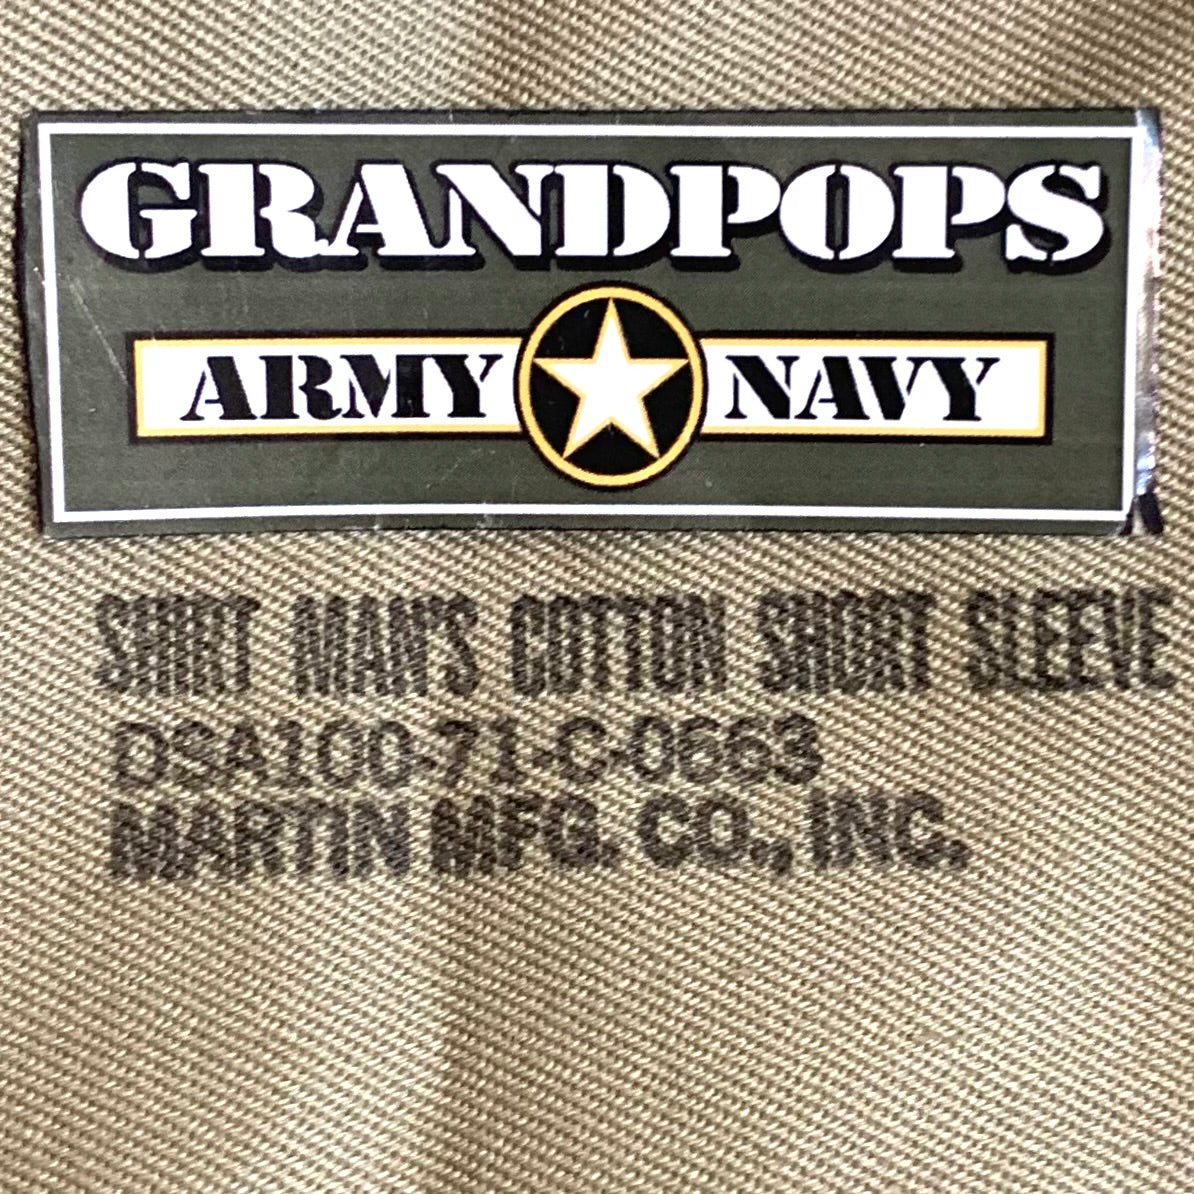 GRANDPOPS
ARMY NAVY
SHIRT MAN'S COTTON SHORT SLEEVE
DSA100-71-C-0663
MARTIN MFG. CO., INC.